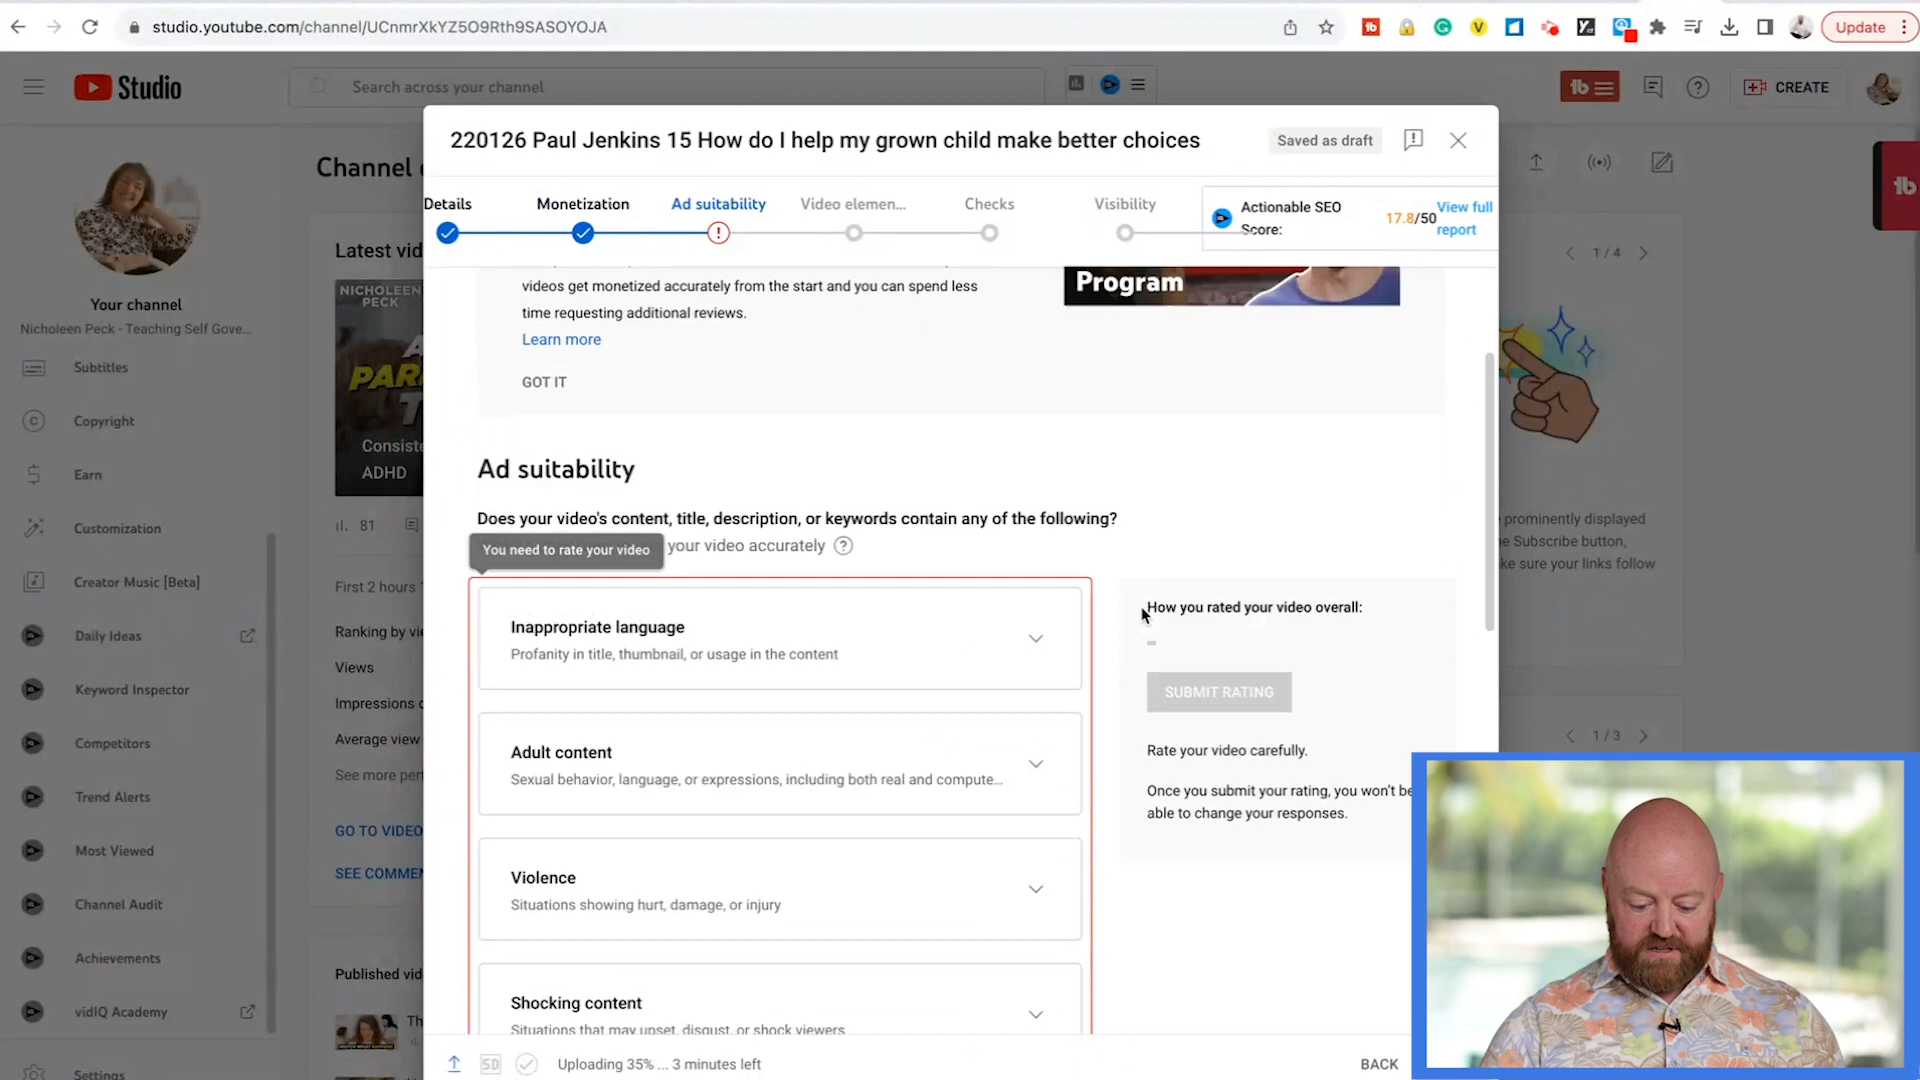 studio.youtube.com/channel/UCnmrXkYZ5O9Rth9SASOYOJA
Update
Studio
Search across your channel
CREATE
220126 Paul Jenkins 15 How do I help my grown child make better choices
Saved as draft
Details
Monetization
Ad suitability
Video elemen...
Checks
Visibility
Actionable SEO Score:
17.8/50
View full report
Your channel
Nicholeen Peck - Teaching Self Gove...
Subtitles
Copyright
Earn
Customization
Creator Music [Beta]
Daily Ideas
Keyword Inspector
Competitors
Trend Alerts
Most Viewed
Channel Audit
Achievements
vidIQ Academy
Settings
Channel
Latest vid
NICHOLEEN
PECK
Consiste
ADHD
81
First 2 hours
Ranking by vi
Views
Impressions
Average view
See more per
GO TO VIDEO
SEE COMME
Published vid
videos get monetized accurately from the start and you can spend less
time requesting additional reviews.
Learn more
GOT IT
Program
Ad suitability
Does your video's content, title, description, or keywords contain any of the following?
You need to rate your video
your video accurately
Inappropriate language
Profanity in title, thumbnail, or usage in the content
Adult content
Sexual behavior, language, or expressions, including both real and compute...
Violence
Situations showing hurt, damage, or injury
Shocking content
Situations that may upset, disgust, or shock viewers
How you rated your video overall:
–
SUBMIT RATING
Rate your video carefully.
Once you submit your rating, you won't be
able to change your responses.
1 / 4
prominently displayed
e Subscribe button,
ke sure your links follow
1 / 3
SD
Uploading 35% ... 3 minutes left
BACK